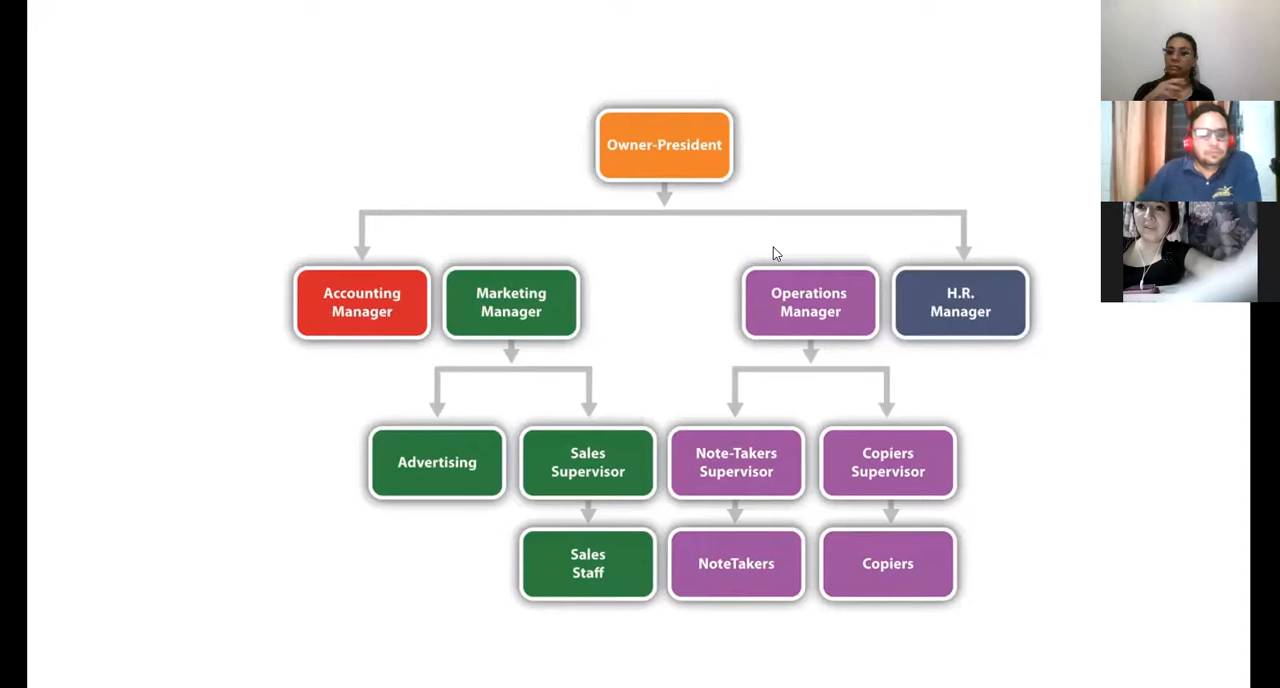 Owner-President
Accounting
Manager
Marketing
Manager
Operations
Manager
H.R.
Manager
Advertising
Sales
Supervisor
Note-Takers
Supervisor
Copiers
Supervisor
Sales
Staff
NoteTakers
Copiers